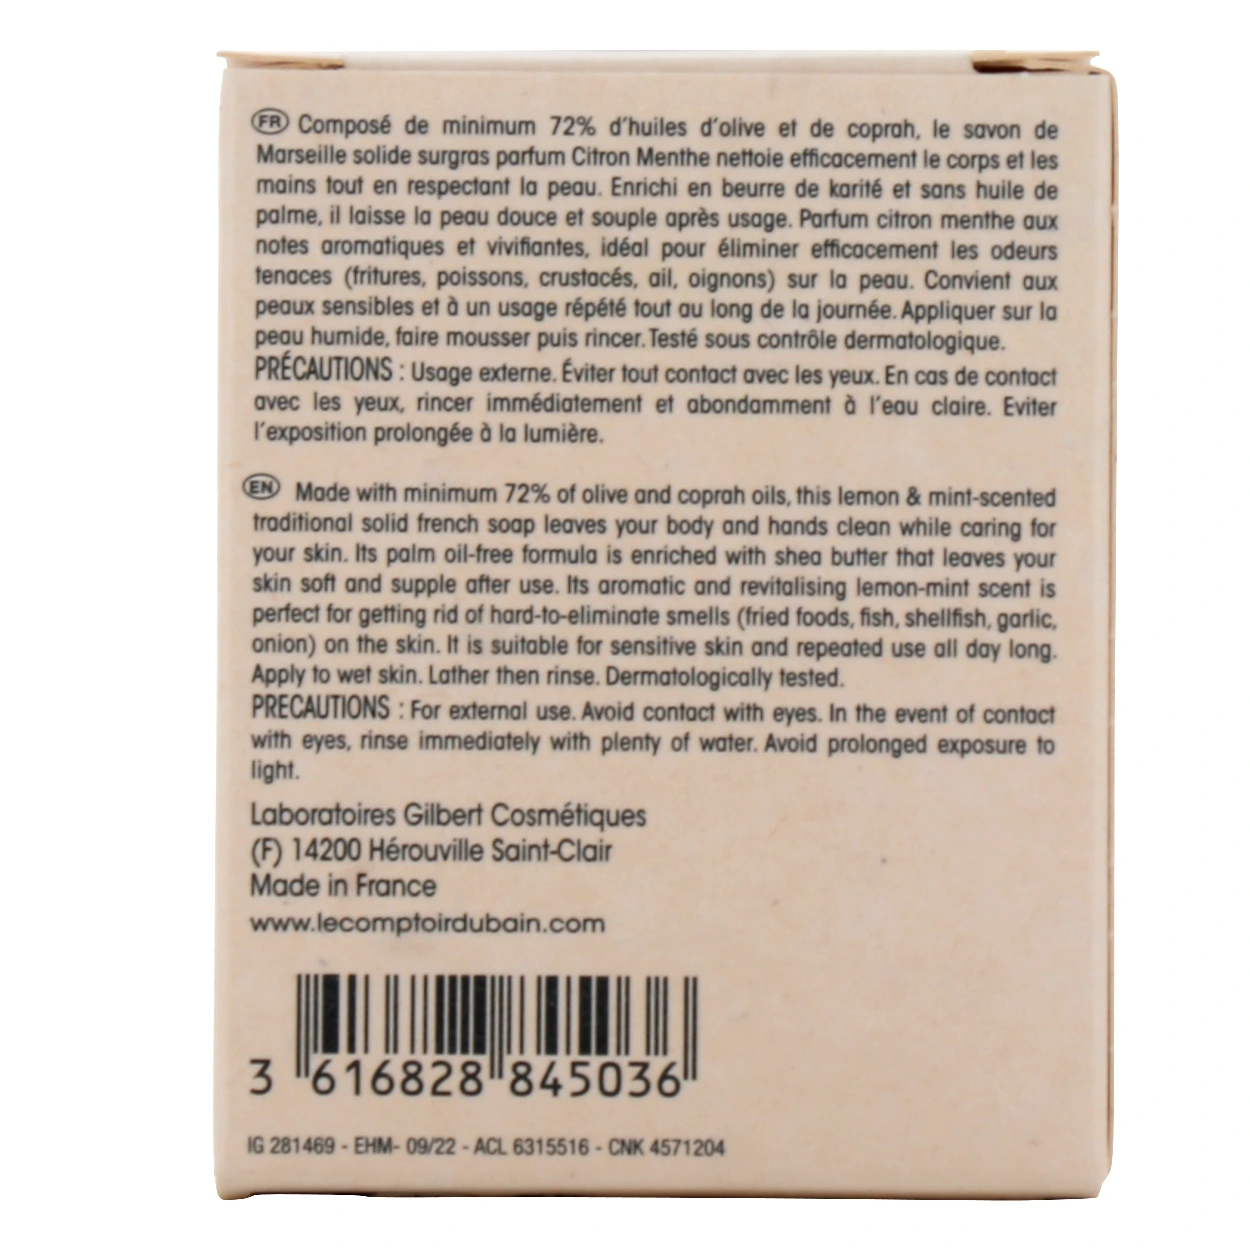 FR Composé de minimum 72% d'huiles d'olive et de coprah, le savon de
Marseille solide surgras parfum Citron Menthe nettoie efficacement le corps et les
mains tout en respectant la peau. Enrichi en beurre de karité et sans huile de
palme, il laisse la peau douce et souple après usage. Parfum citron menthe aux
notes aromatiques et vivifiantes, idéal pour éliminer efficacement les odeurs
tenaces (fritures, poissons, crustacés, ail, oignons) sur la peau. Convient aux
peaux sensibles et à un usage répété tout au long de la journée. Appliquer sur la
peau humide, faire mousser puis rincer. Testé sous contrôle dermatologique.
PRÉCAUTIONS : Usage externe. Éviter tout contact avec les yeux. En cas de contact
avec les yeux, rincer immédiatement et abondamment à l'eau claire. Eviter
l'exposition prolongée à la lumière.
EN Made with minimum 72% of olive and coprah oils, this lemon & mint-scented
traditional solid french soap leaves your body and hands clean while caring for
your skin. Its palm oil-free formula is enriched with shea butter that leaves your
skin soft and supple after use. Its aromatic and revitalising lemon-mint scent is
perfect for getting rid of hard-to-eliminate smells (fried foods, fish, shellfish, garlic,
onion) on the skin. It is suitable for sensitive skin and repeated use all day long.
Apply to wet skin. Lather then rinse. Dermatologically tested.
PRECAUTIONS : For external use. Avoid contact with eyes. In the event of contact
with eyes, rinse immediately with plenty of water. Avoid prolonged exposure to
light.
Laboratoires Gilbert Cosmétiques
(F) 14200 Hérouville Saint-Clair
Made in France
www.lecomptoirdubain.com
3 616828 845036
IG 281469 - EHM- 09/22 - ACL 6315516 - CNK 4571204